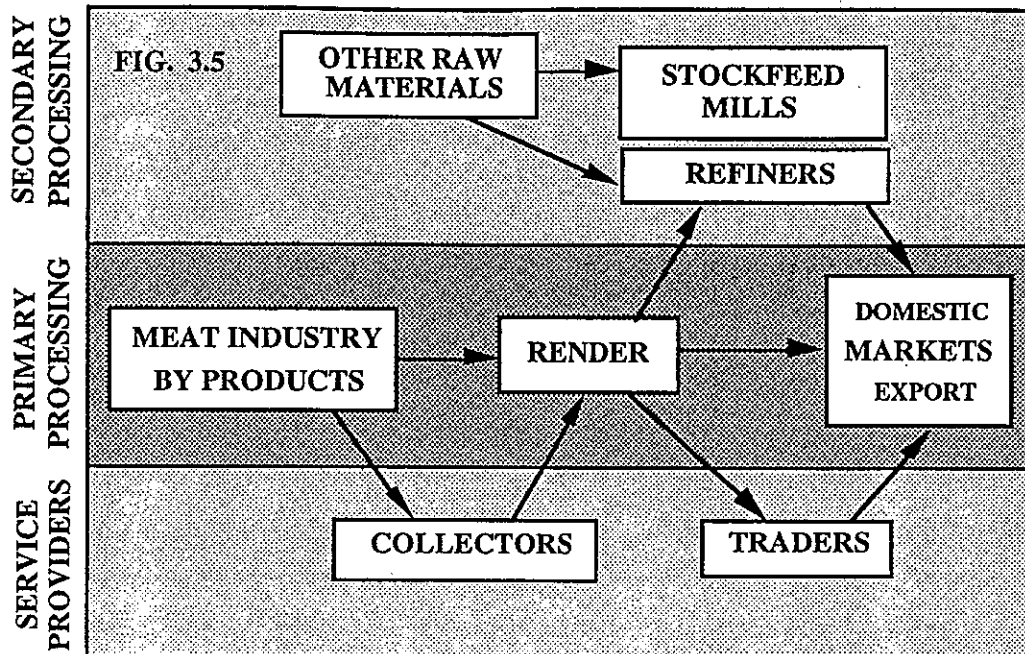 SECONDARY
PROCESSING
FIG. 3.5
OTHER RAW
MATERIALS
STOCKFEED
MILLS
REFINERS
PRIMARY
PROCESSING
MEAT INDUSTRY
BY PRODUCTS
RENDER
DOMESTIC
MARKETS
EXPORT
SERVICE
PROVIDERS
COLLECTORS
TRADERS